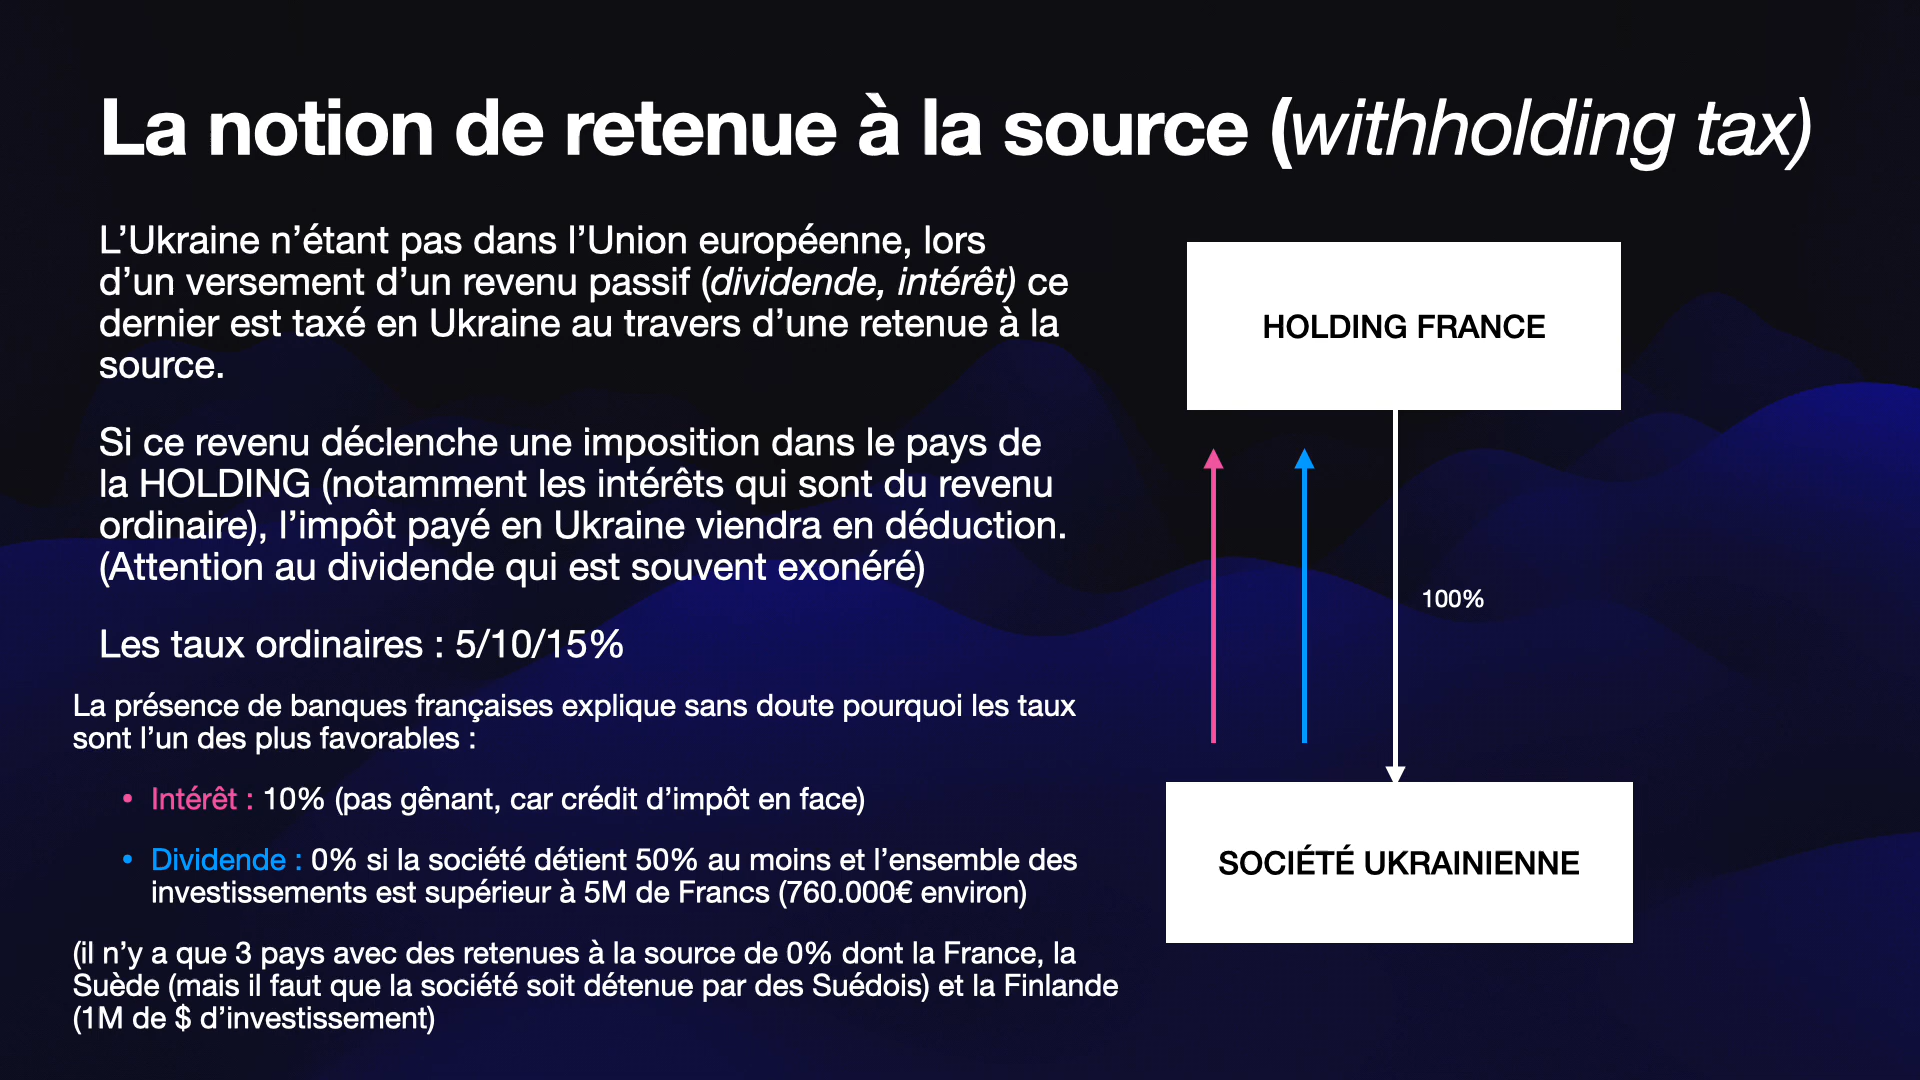 La notion de retenue à la source (withholding tax)
L’Ukraine n’étant pas dans l’Union européenne, lors
d’un versement d’un revenu passif (dividende, intérêt) ce
dernier est taxé en Ukraine au travers d’une retenue à la
source.
Si ce revenu déclenche une imposition dans le pays de
la HOLDING (notamment les intérêts qui sont du revenu
ordinaire), l’impôt payé en Ukraine viendra en déduction.
(Attention au dividende qui est souvent exonéré)
Les taux ordinaires : 5/10/15%
La présence de banques françaises explique sans doute pourquoi les taux
sont l’un des plus favorables :
• Intérêt : 10% (pas gênant, car crédit d’impôt en face)
• Dividende : 0% si la société détient 50% au moins et l’ensemble des
investissements est supérieur à 5M de Francs (760.000€ environ)
(il n’y a que 3 pays avec des retenues à la source de 0% dont la France, la
Suède (mais il faut que la société soit détenue par des Suédois) et la Finlande
(1M de $ d’investissement)
HOLDING FRANCE
100%
SOCIÉTÉ UKRAINIENNE